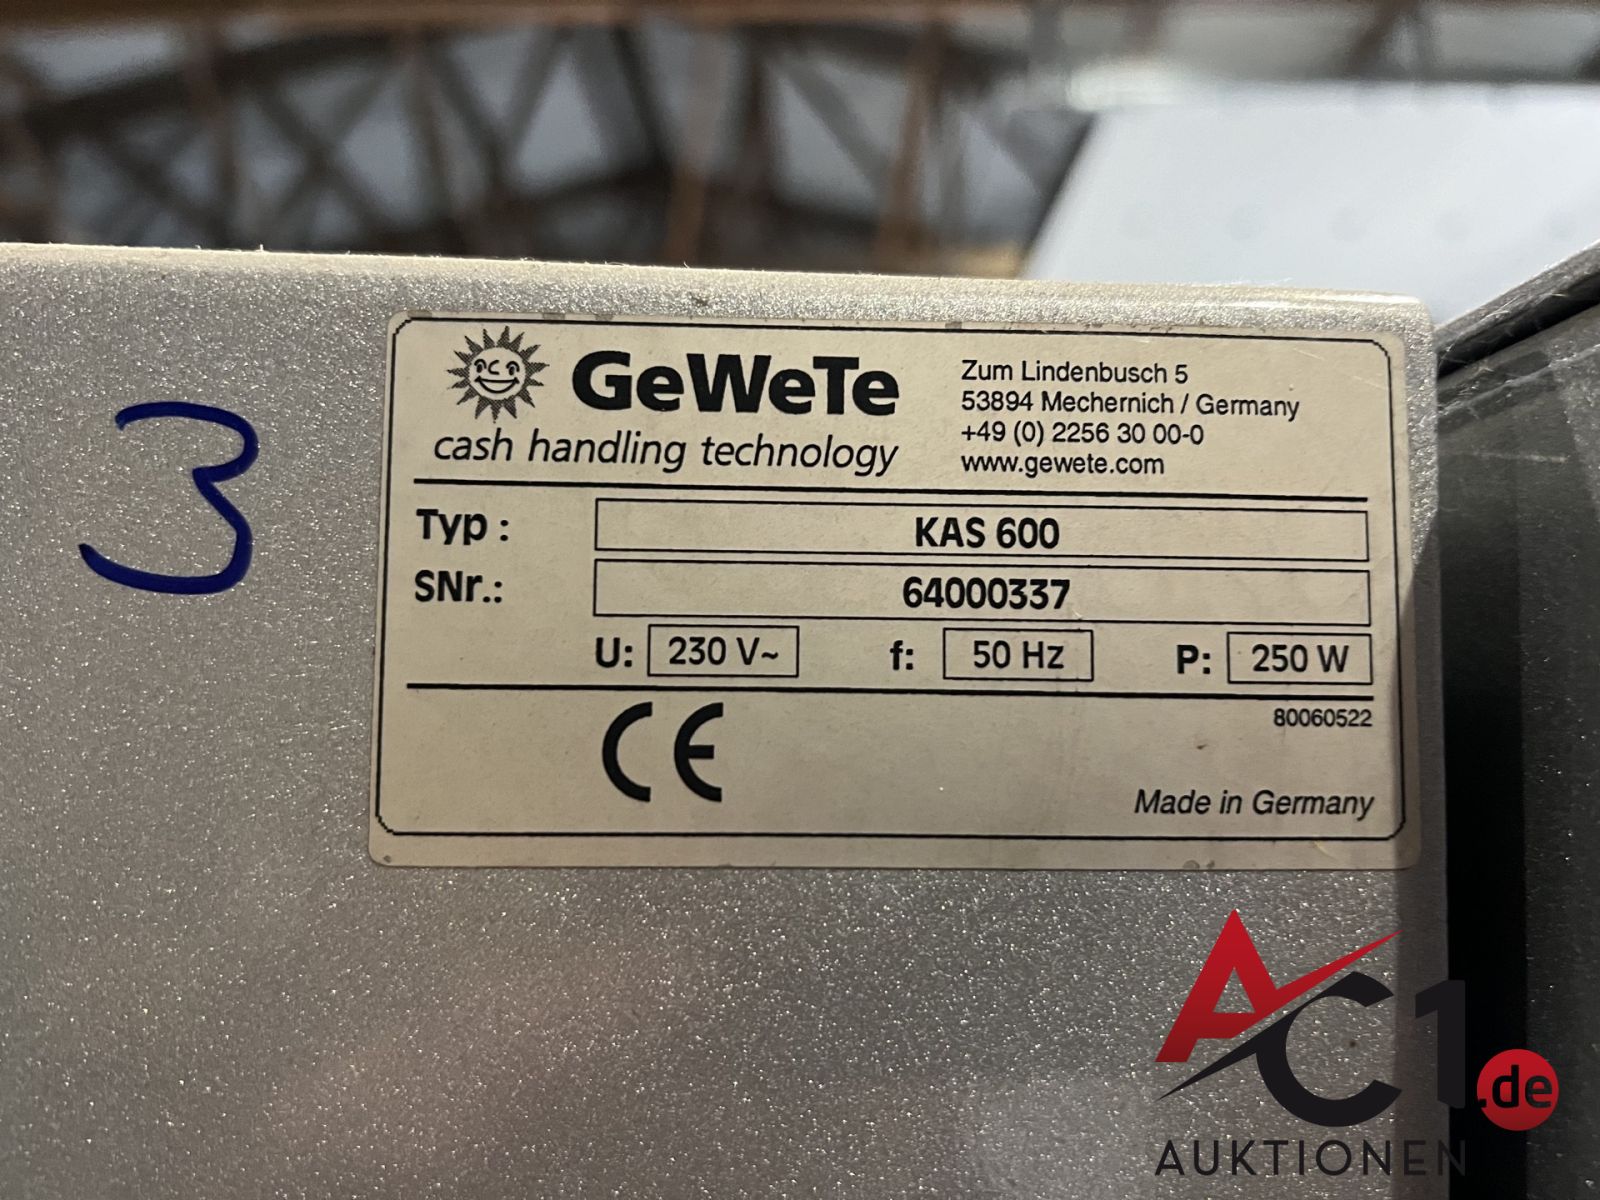 3
GeWeTe
cash handling technology
Zum Lindenbusch 5
53894 Mechernich / Germany
+49 (0) 2256 30 00-0
www.gewete.com
Typ : KAS 600
SNr.: 64000337
U: 230 V~ f: 50 Hz P: 250 W
80060522
CE
Made in Germany
AC1.de
AUKTIONEN